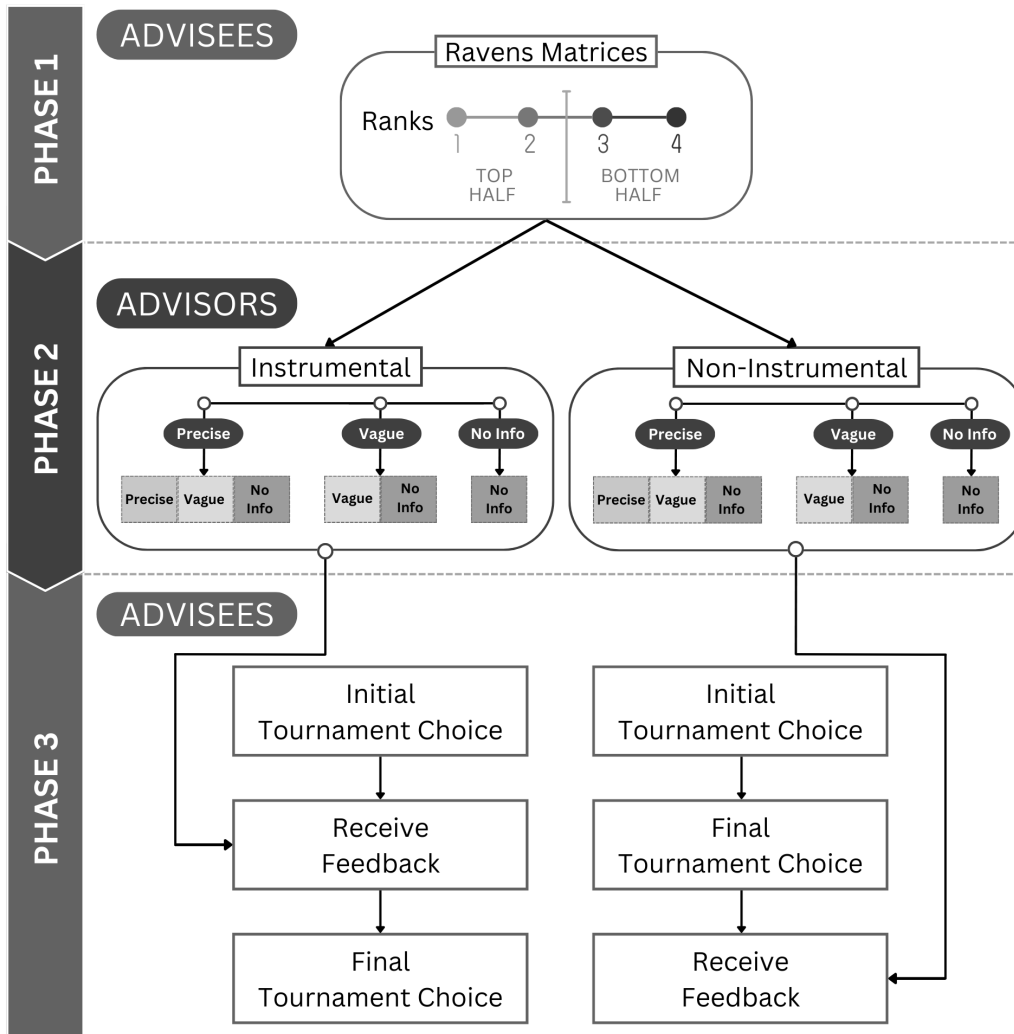 PHASE 1
ADVISEES
Ravens Matrices
Ranks
1 2 3 4
TOP
HALF
BOTTOM
HALF
PHASE 2
ADVISORS
Instrumental
Precise Vague No Info
Precise Vague No
Info
Vague No
Info
No
Info
Non-Instrumental
Precise Vague No Info
Precise Vague No
Info
Vague No
Info
No
Info
PHASE 3
ADVISEES
Initial
Tournament Choice
Receive
Feedback
Final
Tournament Choice
Initial
Tournament Choice
Final
Tournament Choice
Receive
Feedback